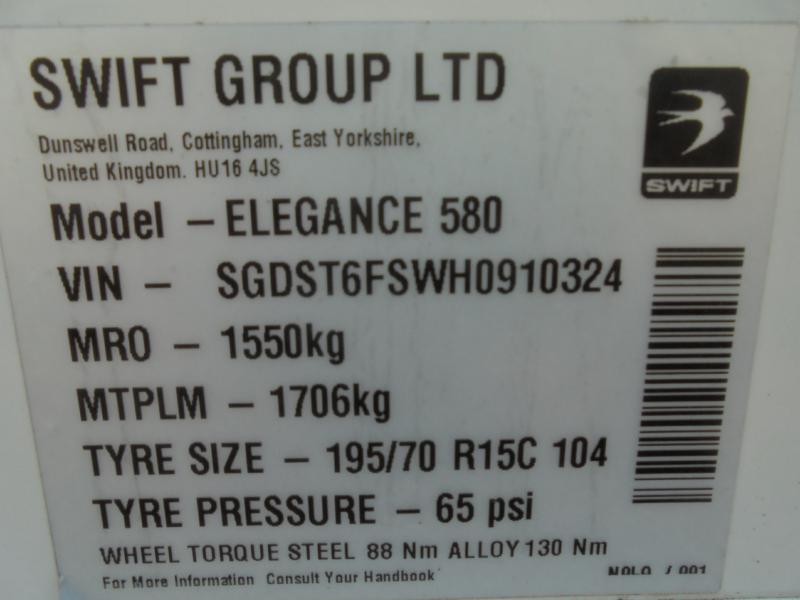 SWIFT GROUP LTD
Dunswell Road, Cottingham, East Yorkshire,
United Kingdom. HU16 4JS
SWIFT
Model – ELEGANCE 580
VIN – SGDST6FSWH0910324
MRO – 1550kg
MTPLM – 1706kg
TYRE SIZE – 195/70 R15C 104
TYRE PRESSURE – 65 psi
WHEEL TORQUE STEEL 88 Nm ALLOY 130 Nm
For More Information Consult Your Handbook